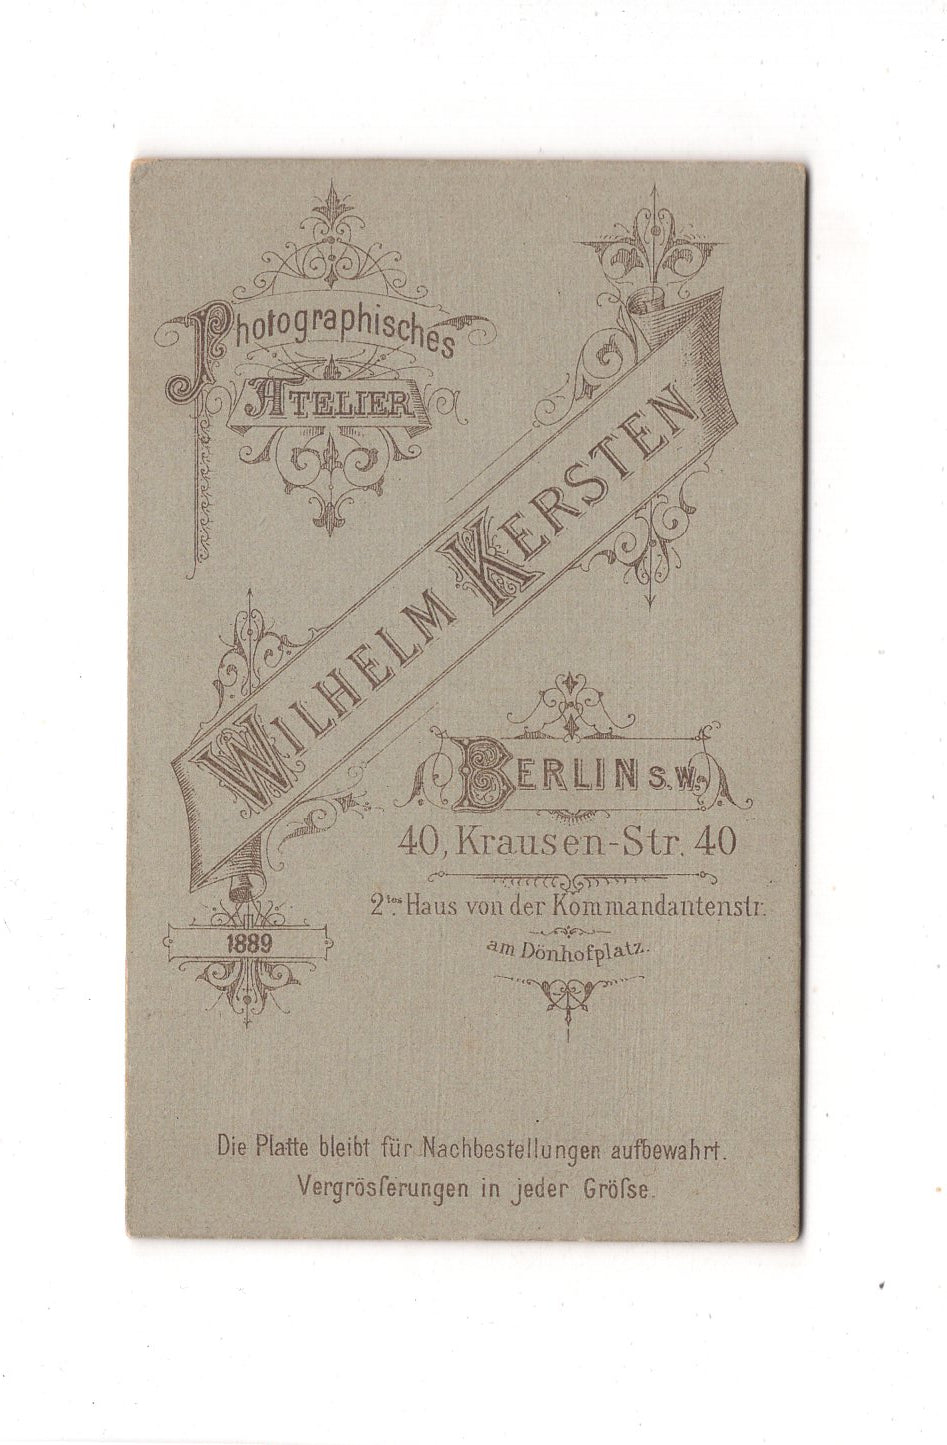 Photographisches
ATELIER
WILHELM KERSTEN
BERLIN S.W.
40, Krausen-Str. 40
2tes Haus von der Kommandantenstr.
am Dönhofplatz.
1889
Die Platte bleibt für Nachbestellungen aufbewahrt.
Vergrösſerungen in jeder Gröſse.